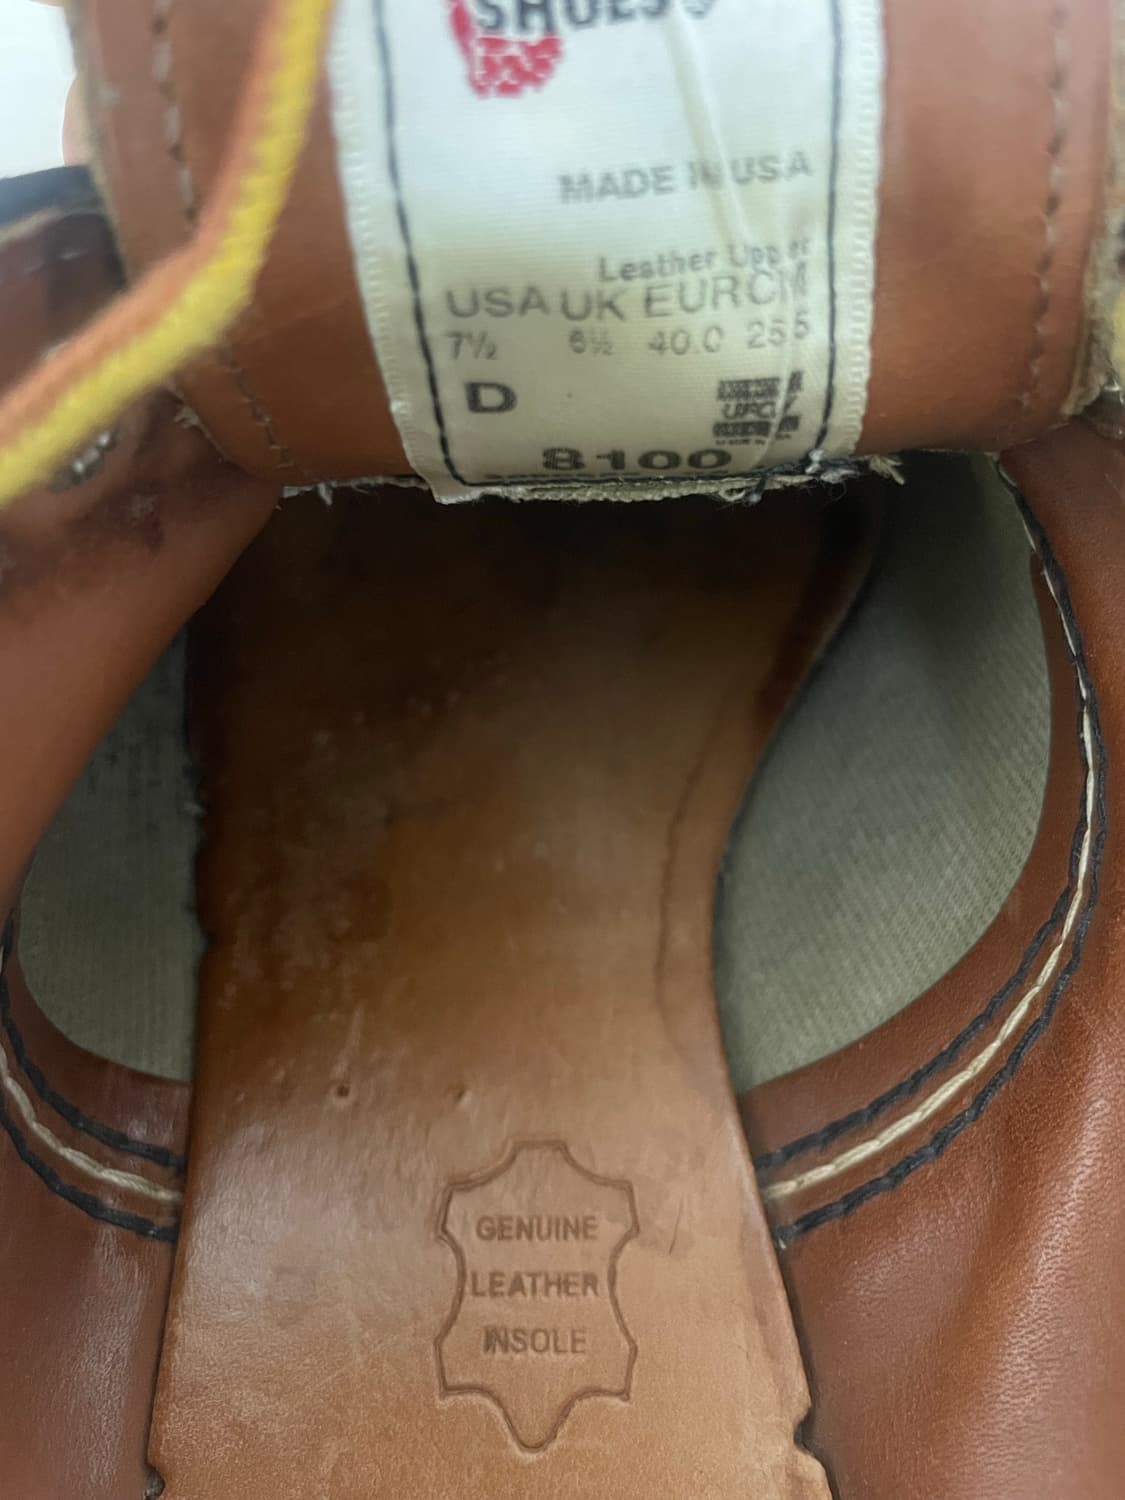 SHOES
MADE IN USA
Leather Upper
USA UK EUR CM
7½ 6½ 40.0 25 5
D
8100
GENUINE
LEATHER
INSOLE